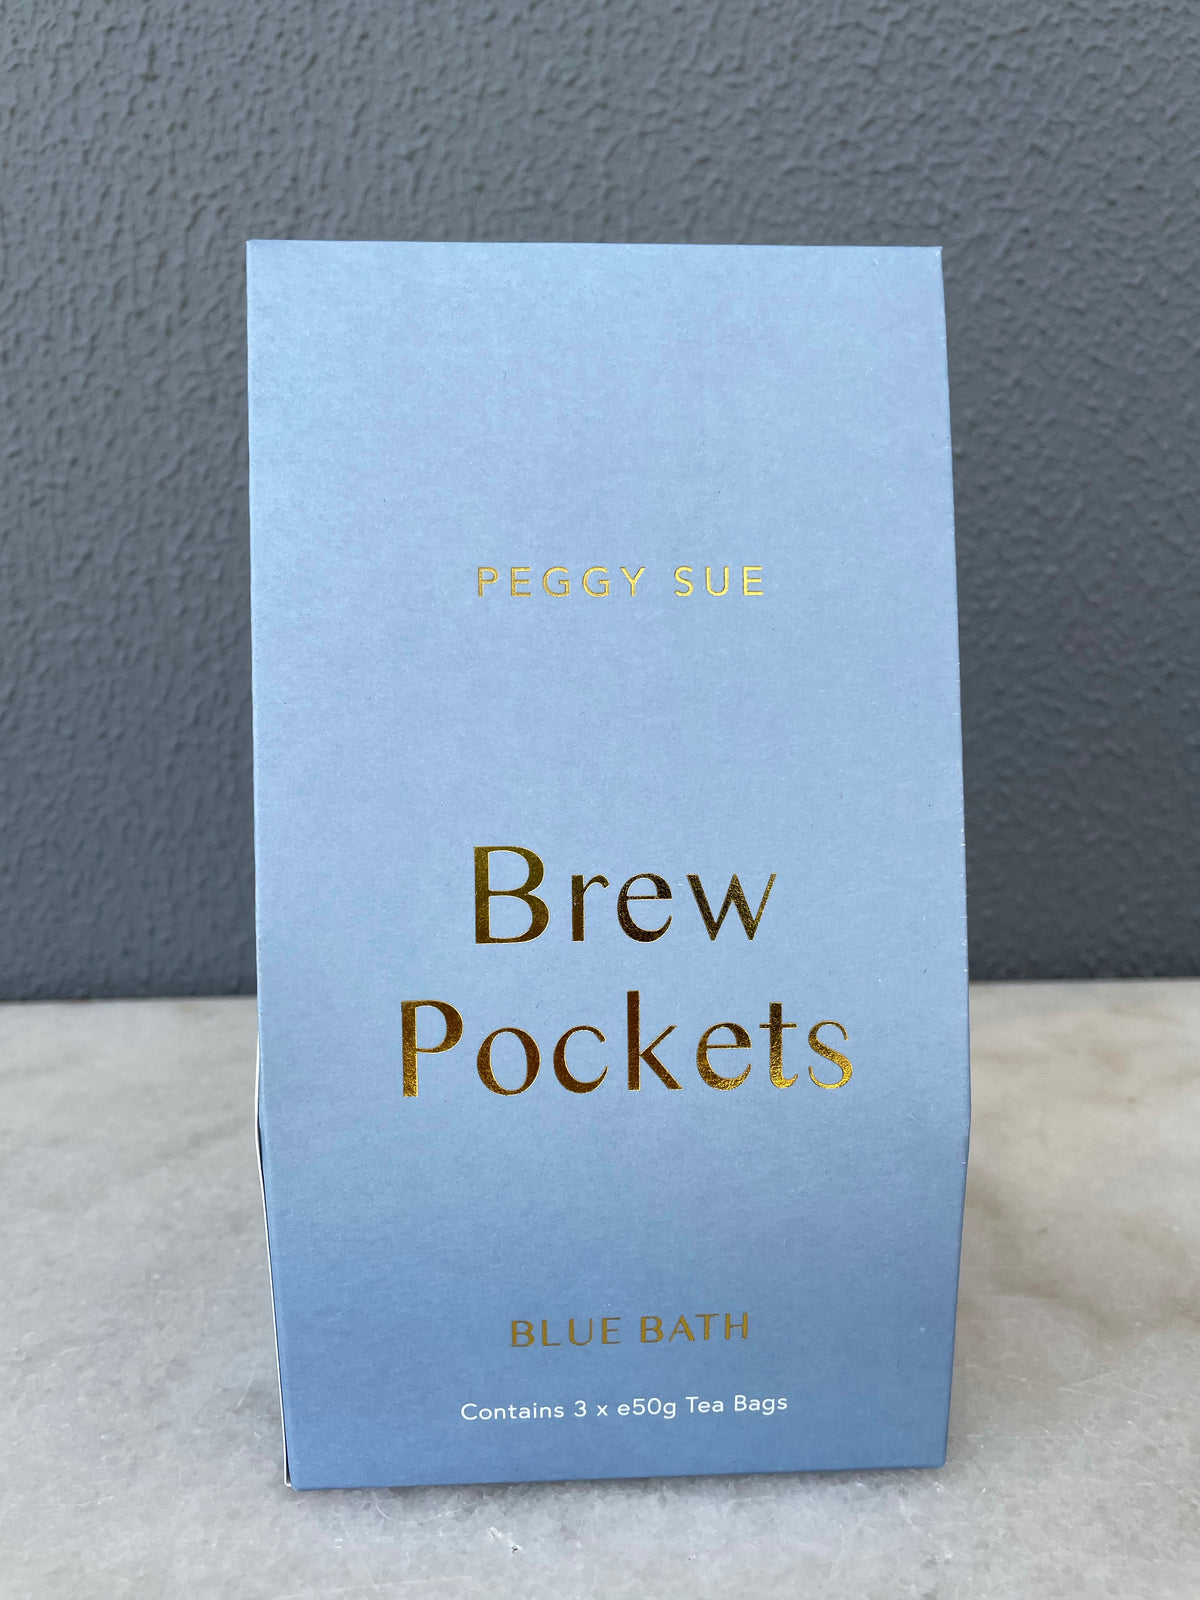 PEGGY SUE
Brew
Pockets
BLUE BATH
Contains 3 x e50g Tea Bags